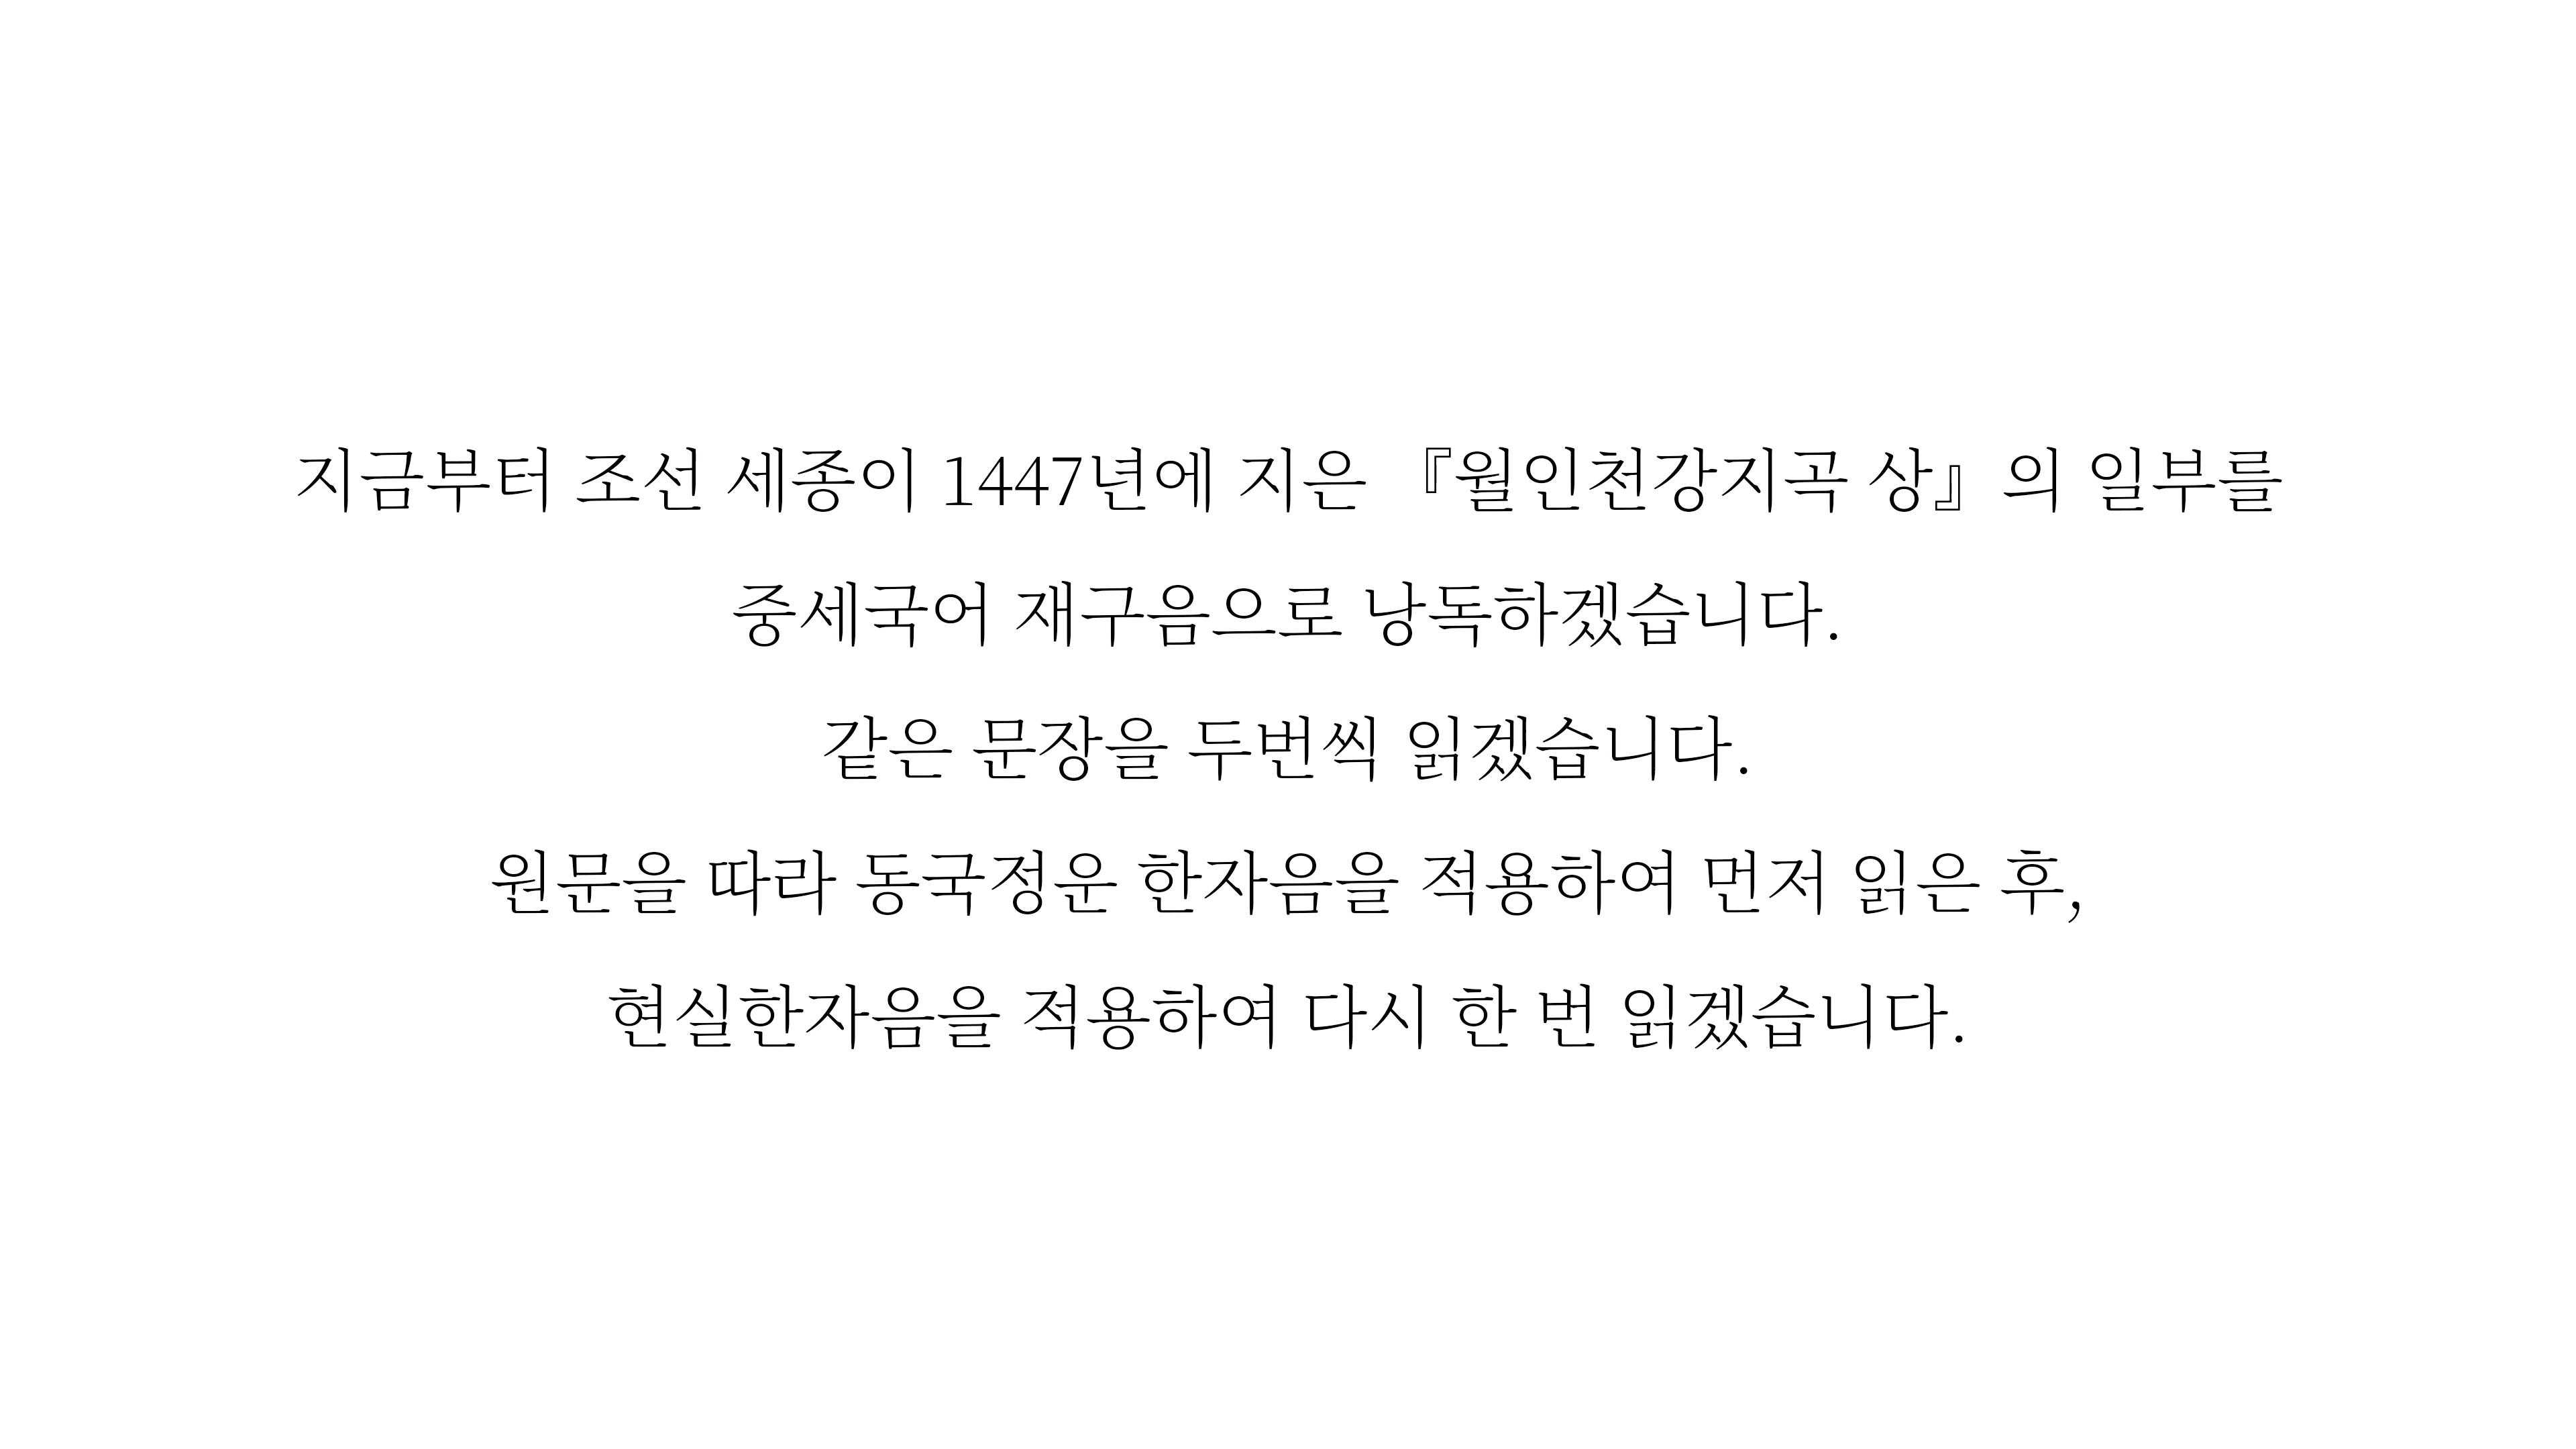 지금부터 조선 세종이 1447년에 지은 『월인천강지곡 상』의 일부를
중세국어 재구음으로 낭독하겠습니다.
같은 문장을 두번씩 읽겠습니다.
원문을 따라 동국정운 한자음을 적용하여 먼저 읽은 후,
현실한자음을 적용하여 다시 한 번 읽겠습니다.